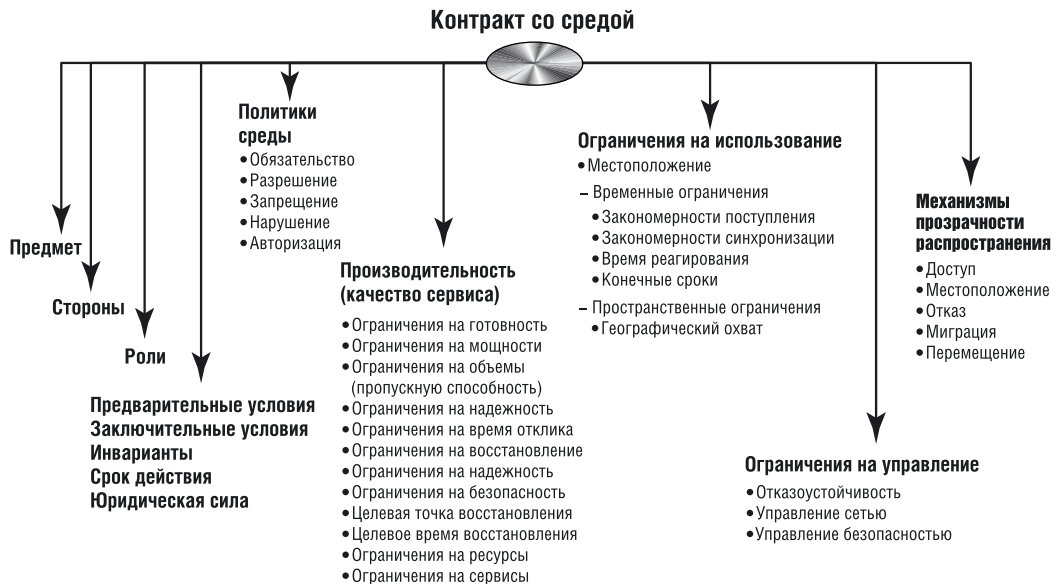 Контракт со средой
Предмет
Стороны
Роли
Предварительные условия
Заключительные условия
Инварианты
Срок действия
Юридическая сила
Политики
среды
• Обязательство
• Разрешение
• Запрещение
• Нарушение
• Авторизация
Производительность
(качество сервиса)
• Ограничения на готовность
• Ограничения на мощности
• Ограничения на объемы
(пропускную способность)
• Ограничения на надежность
• Ограничения на время отклика
• Ограничения на восстановление
• Ограничения на надежность
• Ограничения на безопасность
• Целевая точка восстановления
• Целевое время восстановления
• Ограничения на ресурсы
• Ограничения на сервисы
Ограничения на использование
• Местоположение
– Временные ограничения
• Закономерности поступления
• Закономерности синхронизации
• Время реагирования
• Конечные сроки
– Пространственные ограничения
• Географический охват
Ограничения на управление
• Отказоустойчивость
• Управление сетью
• Управление безопасностью
Механизмы
прозрачности
распространения
• Доступ
• Местоположение
• Отказ
• Миграция
• Перемещение